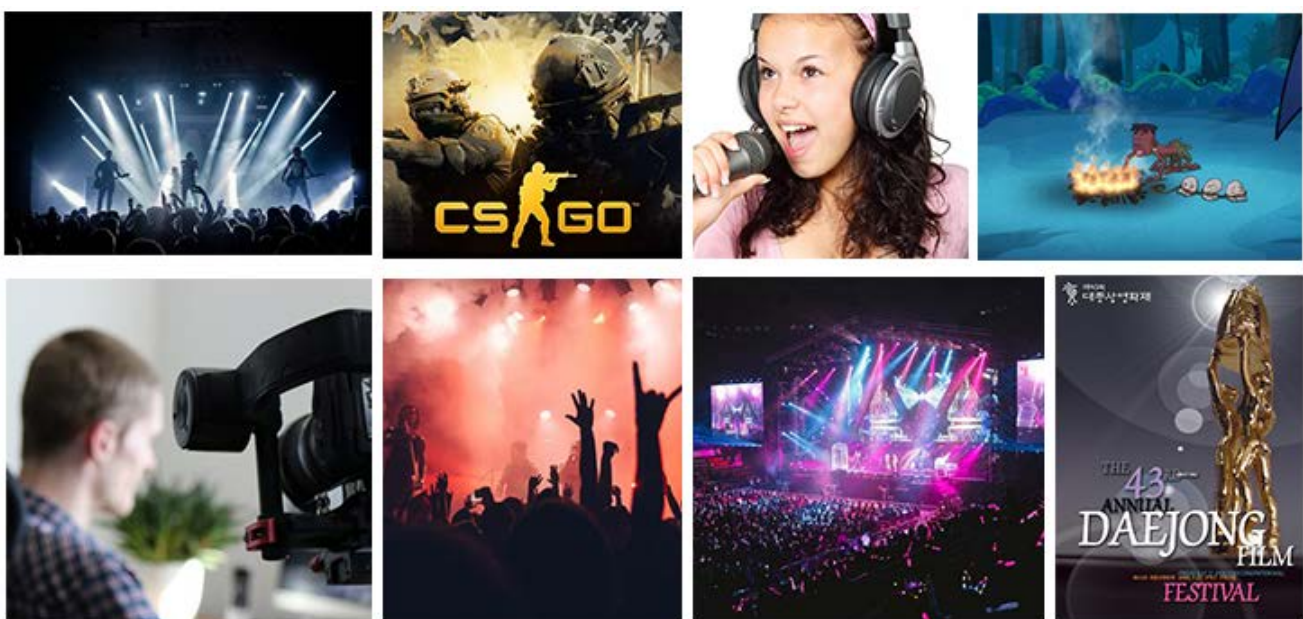 CS GO
대종상영화제
THE
43
ANNUAL
DAEJONG
FILM
FESTIVAL